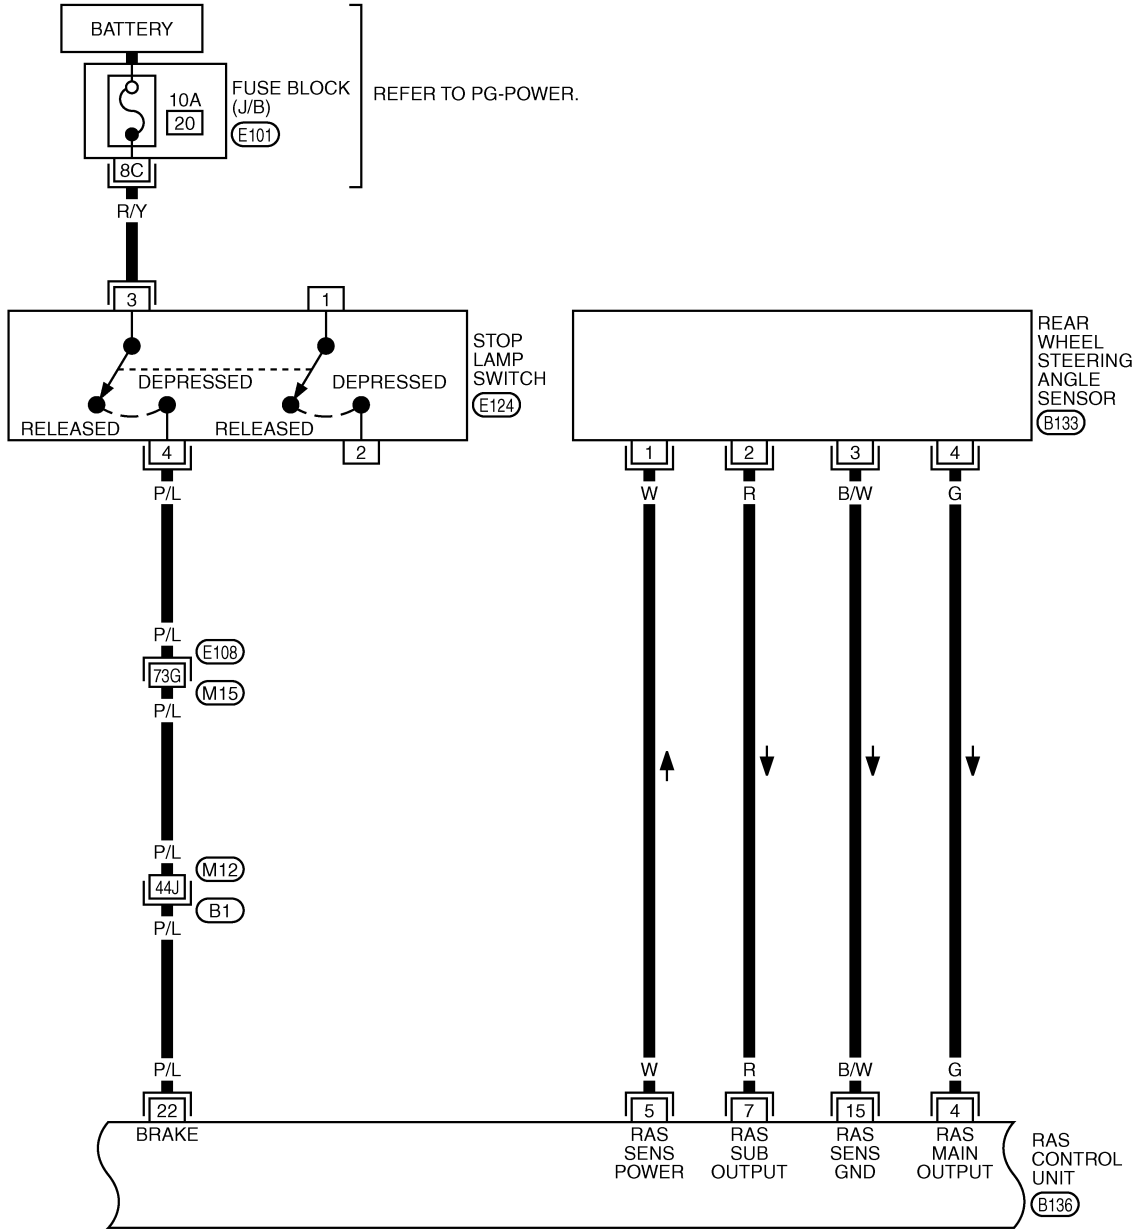 BATTERY
10A
20
FUSE BLOCK
(J/B)
E101
REFER TO PG-POWER.
8C
R/Y
3
1
DEPRESSED
DEPRESSED
RELEASED
RELEASED
STOP
LAMP
SWITCH
E124
4
2
REAR
WHEEL
STEERING
ANGLE
SENSOR
B133
1
2
3
4
P/L
W
R
B/W
G
P/L
E108
73G
M15
P/L
P/L
M12
44J
B1
P/L
P/L
W
R
B/W
G
22
5
7
15
4
BRAKE
RAS
SENS
POWER
RAS
SUB
OUTPUT
RAS
SENS
GND
RAS
MAIN
OUTPUT
RAS
CONTROL
UNIT
B136